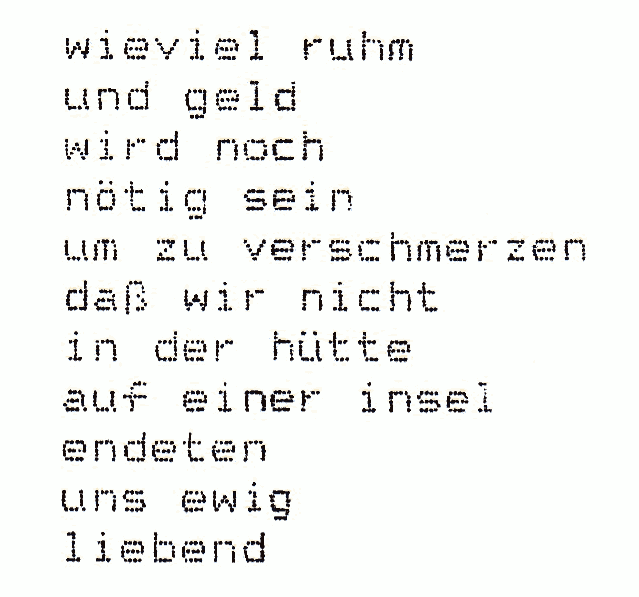 wieviel ruhm
und geld
wird noch
nötig sein
um zu verschmerzen
daß wir nicht
in der hütte
auf einer insel
endeten
uns ewig
liebend